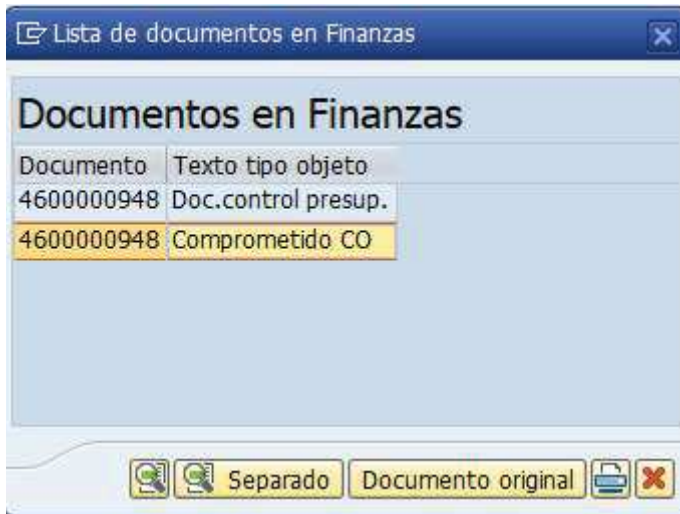 Lista de documentos en Finanzas
Documentos en Finanzas
Documento Texto tipo objeto
4600000948 Doc.control presup.
4600000948 Comprometido CO
Separado Documento original